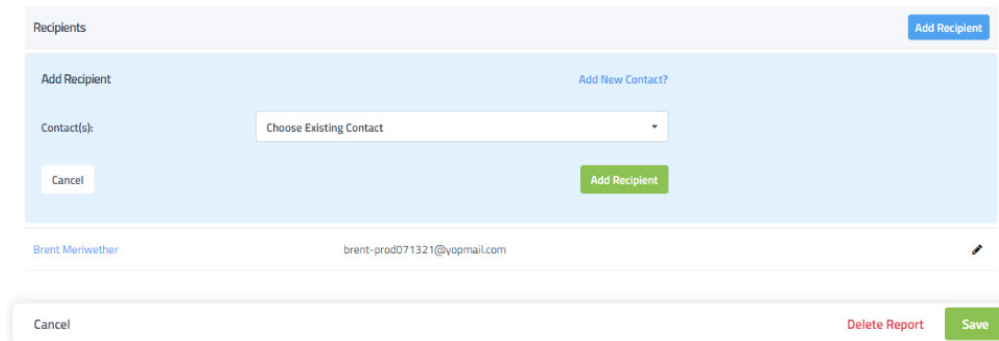 Recipients Add Recipient
Add Recipient Add New Contact?
Contact(s): Choose Existing Contact
Cancel Add Recipient
Brent Meriwether brent-prod071321@yopmail.com
Cancel Delete Report Save